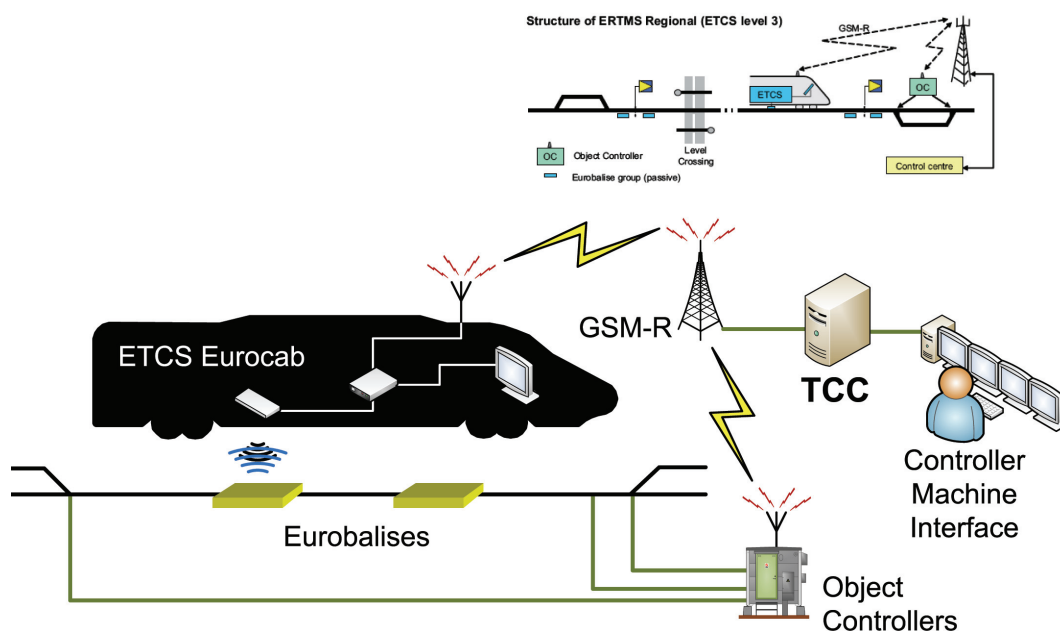 Structure of ERTMS Regional (ETCS level 3)
GSM-R
ETCS
OC
OC
Object Controller
Eurobalise group (passive)
Level
Crossing
Control centre
ETCS Eurocab
GSM-R
TCC
Controller
Machine
Interface
Eurobalises
Object
Controllers